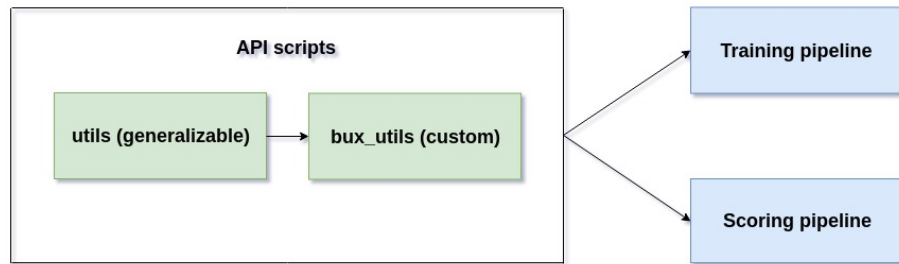 API scripts
Training pipeline
utils (generalizable)
bux_utils (custom)
Scoring pipeline